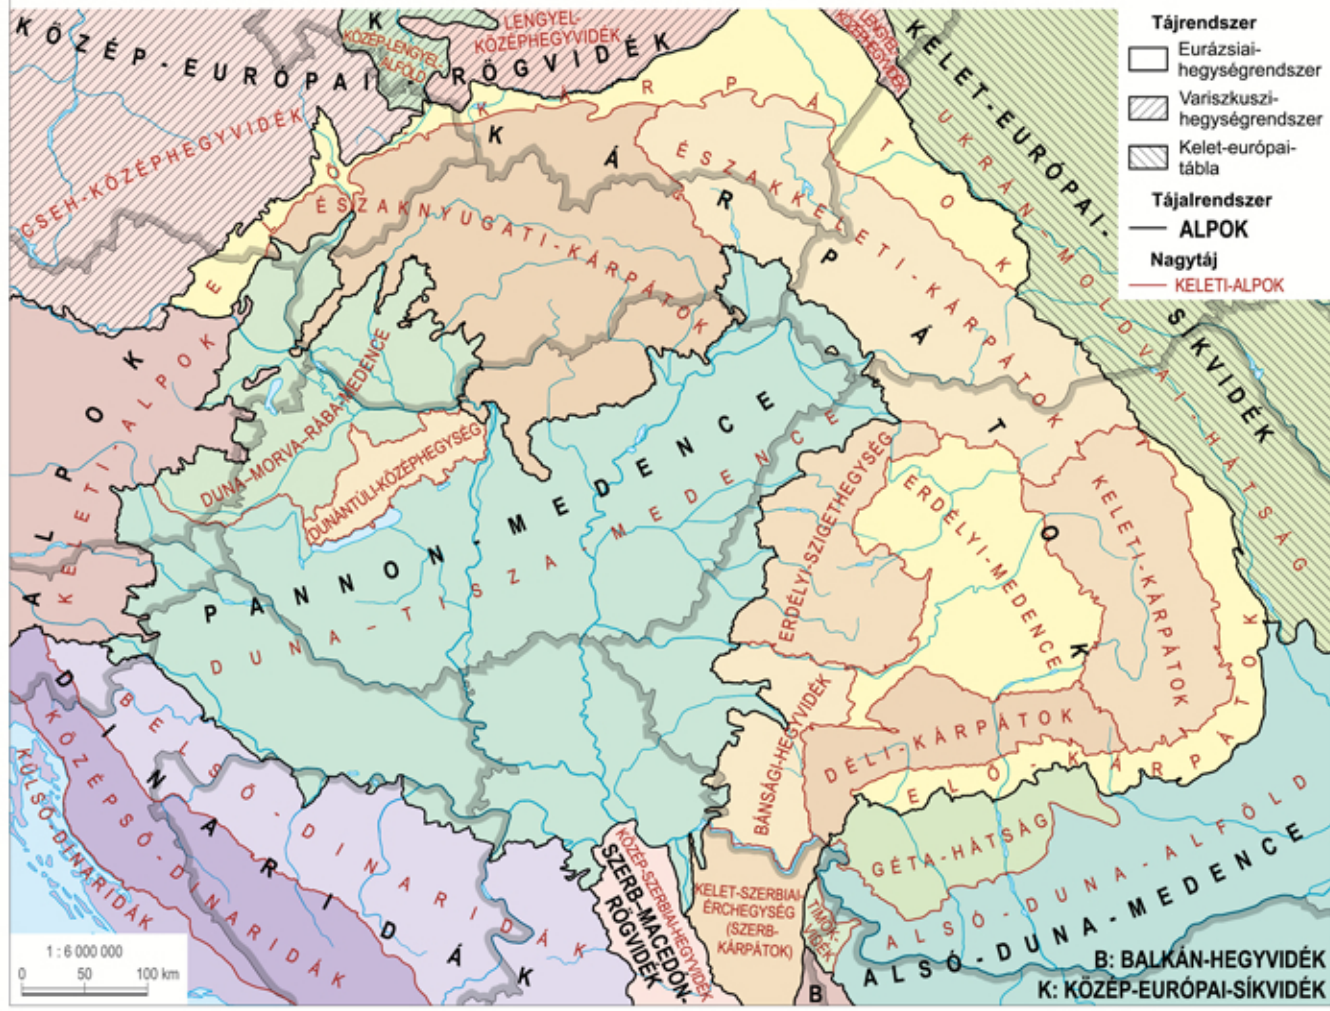 KÖZÉP-EURÓPAI-RÖGVIDÉK
K
KÖZÉP-LENGYEL-
ALFÖLD
LENGYEL-
KÖZÉPHEGYVIDÉK
LENGYEL-
KÖZÉPHEGYVIDÉK
KELET-EURÓPAI-
SÍKVIDÉK
UKRÁN-MOLDVAI-HÁTSÁG
CSEH-KÖZÉPHEGYVIDÉK
ELŐ-KÁRPÁTOK
KÁRPÁTOK
ÉSZAKNYUGATI-KÁRPÁTOK
ÉSZAKKELETI-KÁRPÁTOK
ALPOK
KELETI-ALPOK
DUNA-MORVA-RÁBA-MEDENCE
DUNÁNTÚLI-KÖZÉPHEGYSÉG
PANNON-MEDENCE
DUNA-TISZA-MEDENCE
ERDÉLYI-SZIGETHEGYSÉG
ERDÉLYI-MEDENCE
KELETI-KÁRPÁTOK
BÁNSÁGI-HEGYVIDÉK
DÉLI-KÁRPÁTOK
ELŐ-KÁRPÁTOK
DINARIDÁK
BELSŐ-DINARIDÁK
KÖZÉPSŐ-DINARIDÁK
KÜLSŐ-DINARIDÁK
KÖZÉP-SZERBIAI-HEGYVIDÉK
SZERB-MACEDÓN-
RÖGVIDÉK
KELET-SZERBIAI-
ÉRCHEGYSÉG
(SZERB-
KÁRPÁTOK)
TIMOK-
VIDÉK
B
GÉTA-HÁTSÁG
ALSÓ-DUNA-ALFÖLD
ALSÓ-DUNA-MEDENCE
B: BALKÁN-HEGYVIDÉK
K: KÖZÉP-EURÓPAI-SÍKVIDÉK
1 : 6 000 000
0 50 100 km
Tájrendszer
Eurázsiai-
hegységrendszer
Variszkuszi-
hegységrendszer
Kelet-európai-
tábla
Tájalrendszer
ALPOK
Nagytáj
KELETI-ALPOK